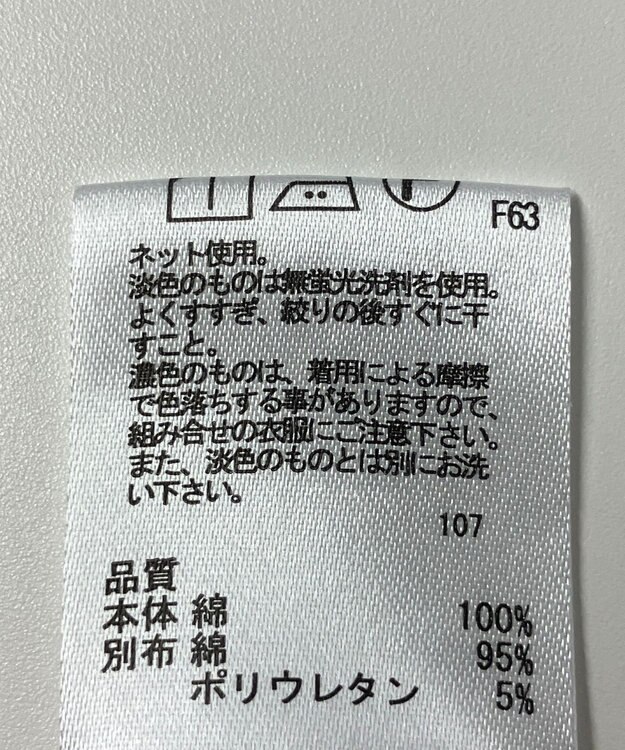 F63
ネット使用。
淡色のものは無蛍光洗剤を使用。
よくすすぎ、絞りの後すぐに干
すこと。
濃色のものは、着用による摩擦
で色落ちする事がありますので、
組み合せの衣服にご注意下さい。
また、淡色のものとは別にお洗
い下さい。
107
品質
本体 綿 100%
別布 綿 95%
ポリウレタン 5%